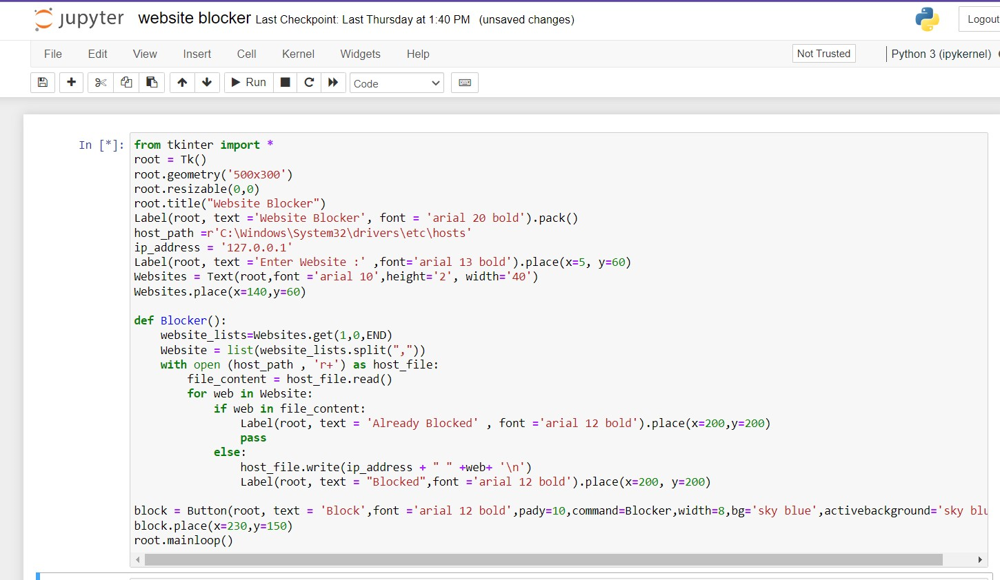 jupyter website blocker Last Checkpoint: Last Thursday at 1:40 PM (unsaved changes) Logout
File Edit View Insert Cell Kernel Widgets Help Not Trusted Python 3 (ipykernel)
Run Code
In [*]:
from tkinter import *
root = Tk()
root.geometry('500x300')
root.resizable(0,0)
root.title("Website Blocker")
Label(root, text ='Website Blocker', font = 'arial 20 bold').pack()
host_path =r'C:\Windows\System32\drivers\etc\hosts'
ip_address = '127.0.0.1'
Label(root, text ='Enter Website :' ,font='arial 13 bold').place(x=5, y=60)
Websites = Text(root,font ='arial 10',height='2', width='40')
Websites.place(x=140,y=60)

def Blocker():
    website_lists=Websites.get(1,0,END)
    Website = list(website_lists.split(","))
    with open (host_path , 'r+') as host_file:
        file_content = host_file.read()
        for web in Website:
            if web in file_content:
                Label(root, text = 'Already Blocked' , font ='arial 12 bold').place(x=200,y=200)
                pass
            else:
                host_file.write(ip_address + " " +web+ '\n')
                Label(root, text = "Blocked",font ='arial 12 bold').place(x=200, y=200)

block = Button(root, text = 'Block',font ='arial 12 bold',pady=10,command=Blocker,width=8,bg='sky blue',activebackground='sky blu
block.place(x=230,y=150)
root.mainloop()